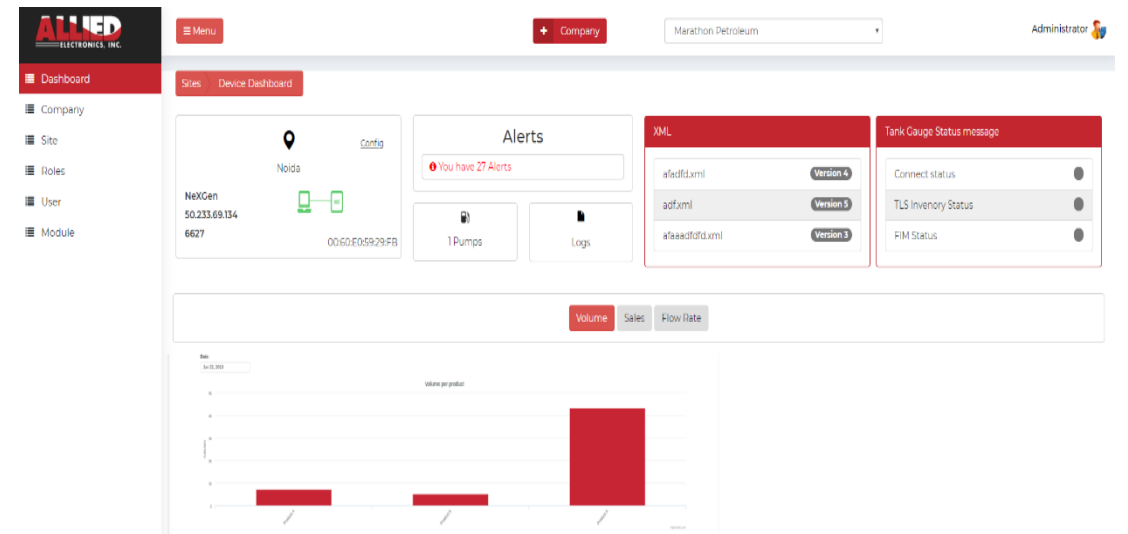 ALLIED
ELECTRONICS, INC.
Menu
+ Company
Marathon Petroleum
Administrator
Dashboard
Company
Site
Roles
User
Module
Sites
Device Dashboard
Config
Noida
NeXGen
50.233.69.134
6627
00:60:E0:59:29:FB
Alerts
You have 27 Alerts
1 Pumps
Logs
XML
afadfd.xml
Version 4
adf.xml
Version 5
afaaadfdfd.xml
Version 3
Tank Gauge Status message
Connect status
TLS Invenory Status
FIM Status
Volume
Sales
Flow Rate
Date
Volume per product